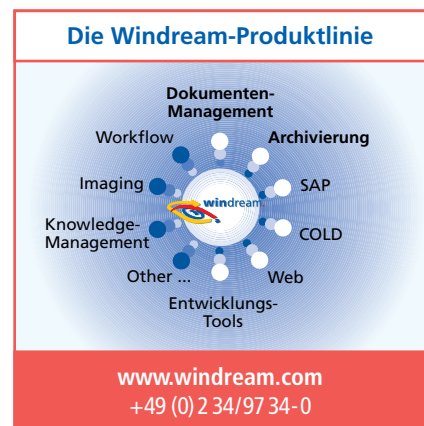 Die Windream-Produktlinie
Dokumenten-
Management
Workflow
Archivierung
Imaging
SAP
windream
Knowledge-
Management
COLD
Other ...
Web
Entwicklungs-
Tools
www.windream.com
+49 (0) 2 34/97 34-0